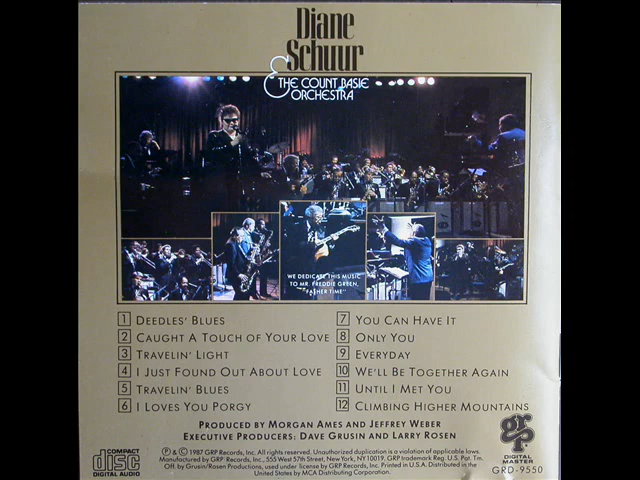 Diane
Schuur
& THE COUNT BASIE
ORCHESTRA
WE DEDICATE THIS MUSIC
TO MR. FREDDIE GREEN,
"FATHER TIME"
1 DEEDLES' BLUES
2 CAUGHT A TOUCH OF YOUR LOVE
3 TRAVELIN' LIGHT
4 I JUST FOUND OUT ABOUT LOVE
5 TRAVELIN' BLUES
6 I LOVES YOU PORGY
7 YOU CAN HAVE IT
8 ONLY YOU
9 EVERYDAY
10 WE'LL BE TOGETHER AGAIN
11 UNTIL I MET YOU
12 CLIMBING HIGHER MOUNTAINS
PRODUCED BY MORGAN AMES AND JEFFREY WEBER
EXECUTIVE PRODUCERS: DAVE GRUSIN AND LARRY ROSEN
COMPACT
disc
DIGITAL AUDIO
℗ & © 1987 GRP Records, Inc. All rights reserved. Unauthorized duplication is a violation of applicable laws.
Manufactured by GRP Records, Inc., 555 West 57th Street, New York, NY10019. GRP trademark Reg. U.S. Pat. Tm.
Off. by Grusin/Rosen Productions, used under license by GRP Records, Inc. Printed in U.S.A. Distributed in the
United States by MCA Distributing Corporation.
grp
DIGITAL
MASTER
GRD-9550